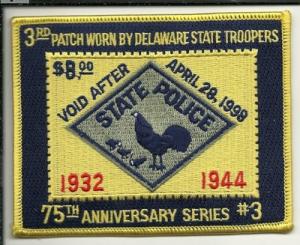 3RD PATCH WORN BY DELAWARE STATE TROOPERS
$8.00
VOID AFTER
APRIL 28, 1999
STATE POLICE
1932
1944
75TH ANNIVERSARY SERIES #3